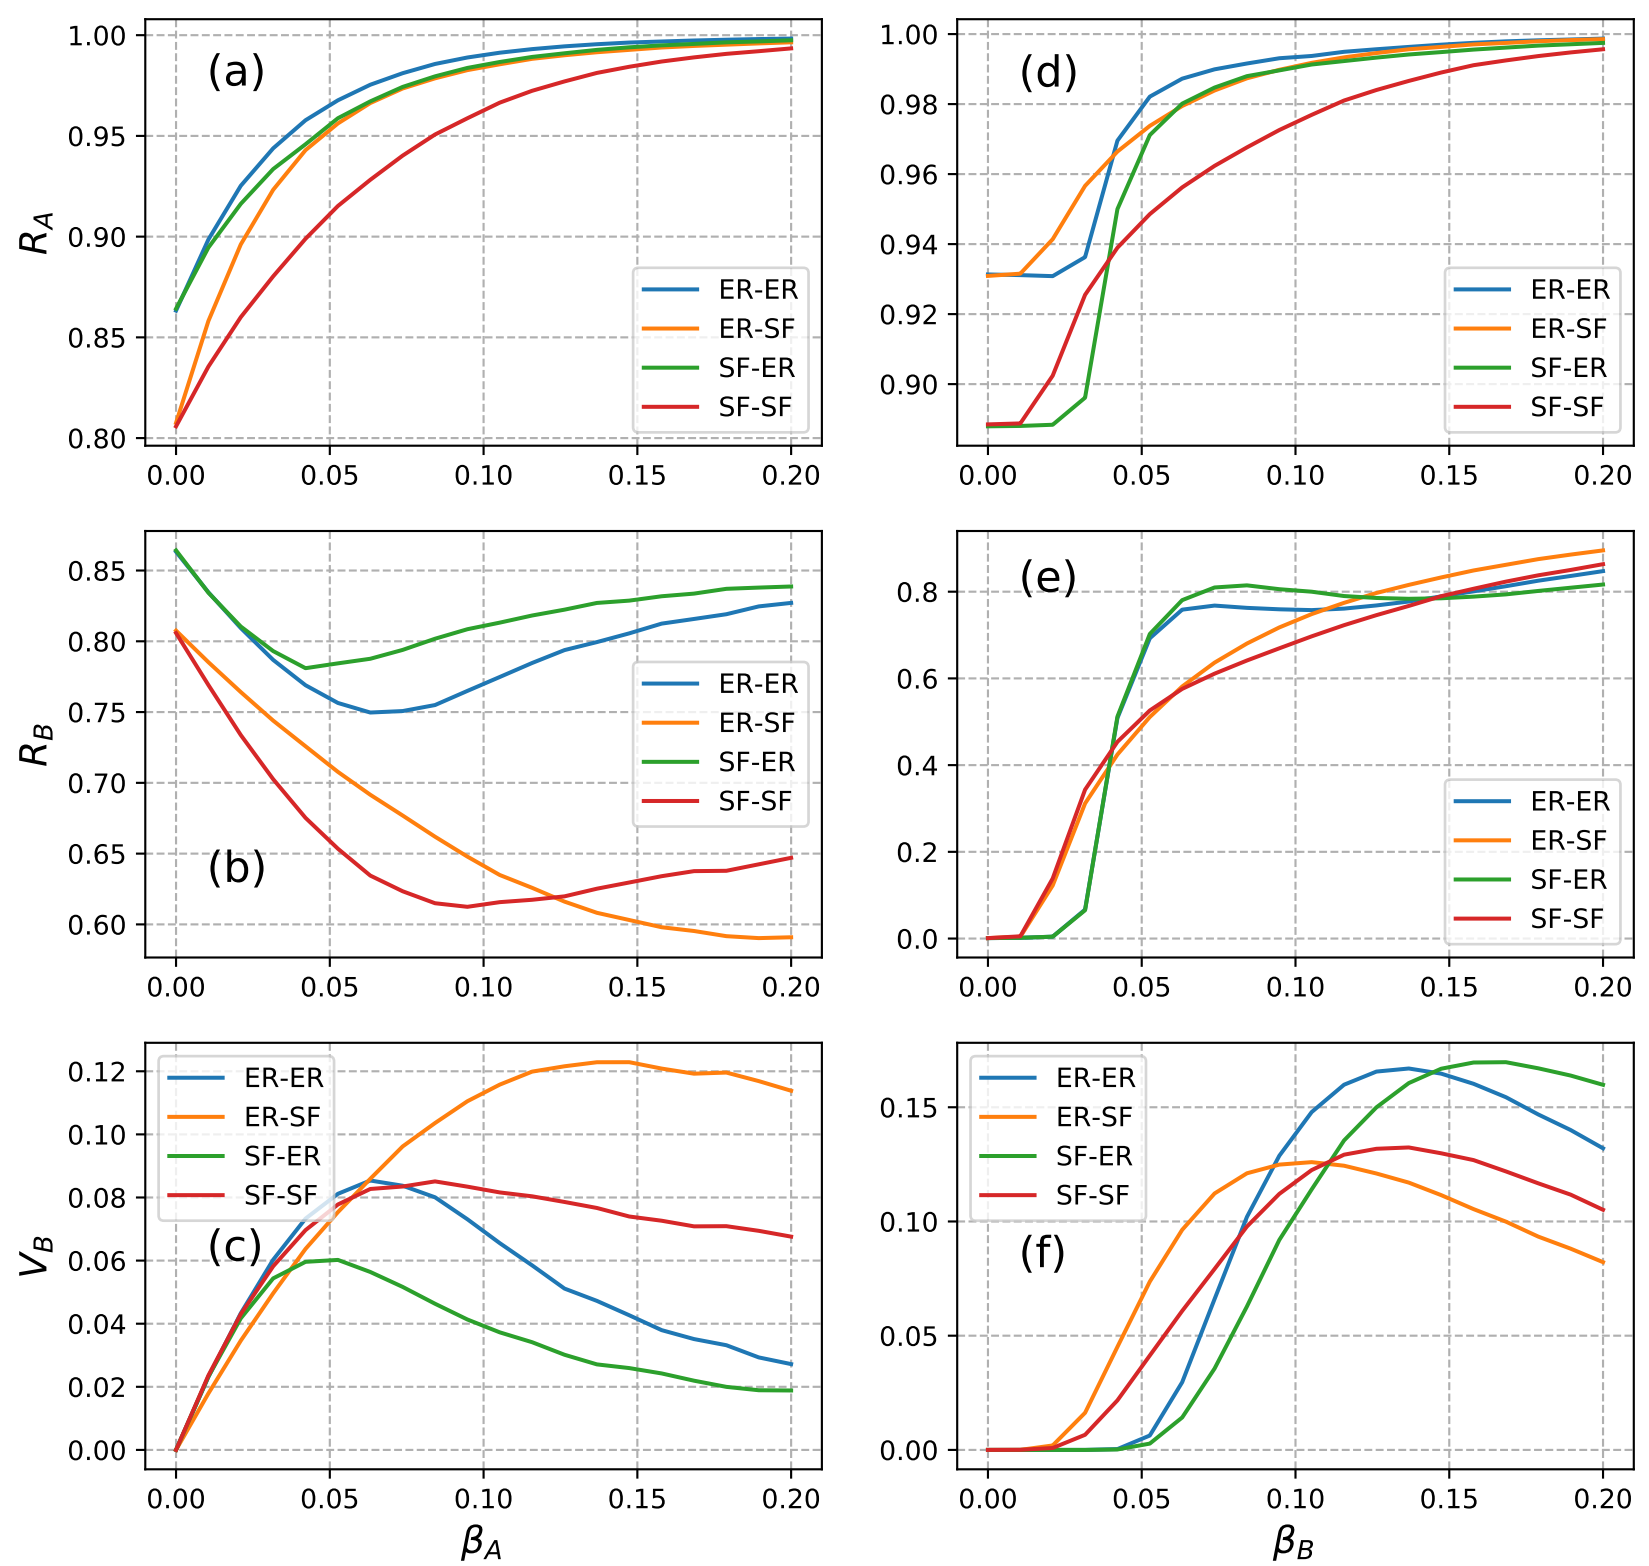 (a)
R_A
1.00
0.95
0.90
0.85
0.80
0.00 0.05 0.10 0.15 0.20
ER-ER
ER-SF
SF-ER
SF-SF
(d)
1.00
0.98
0.96
0.94
0.92
0.90
0.00 0.05 0.10 0.15 0.20
ER-ER
ER-SF
SF-ER
SF-SF
(b)
R_B
0.85
0.80
0.75
0.70
0.65
0.60
0.00 0.05 0.10 0.15 0.20
ER-ER
ER-SF
SF-ER
SF-SF
(e)
0.8
0.6
0.4
0.2
0.0
0.00 0.05 0.10 0.15 0.20
ER-ER
ER-SF
SF-ER
SF-SF
(c)
V_B
0.12
0.10
0.08
0.06
0.04
0.02
0.00
0.00 0.05 0.10 0.15 0.20
β_A
ER-ER
ER-SF
SF-ER
SF-SF
(f)
0.15
0.10
0.05
0.00
0.00 0.05 0.10 0.15 0.20
β_B
ER-ER
ER-SF
SF-ER
SF-SF